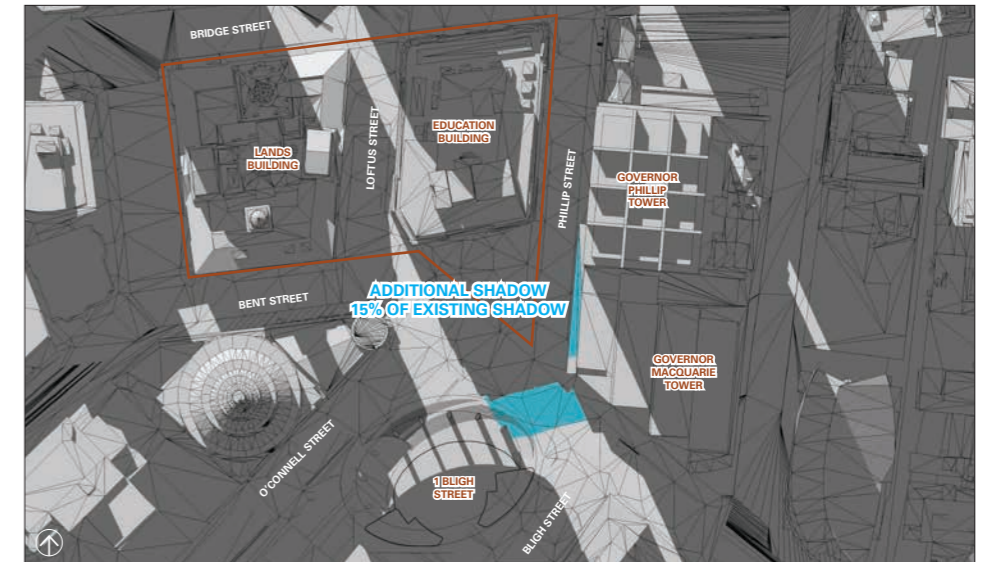 BRIDGE STREET
LOFTUS STREET
EDUCATION
BUILDING
LANDS
BUILDING
PHILLIP STREET
GOVERNOR
PHILLIP
TOWER
ADDITIONAL SHADOW
15% OF EXISTING SHADOW
BENT STREET
GOVERNOR
MACQUARIE
TOWER
O'CONNELL STREET
1 BLIGH
STREET
BLIGH STREET